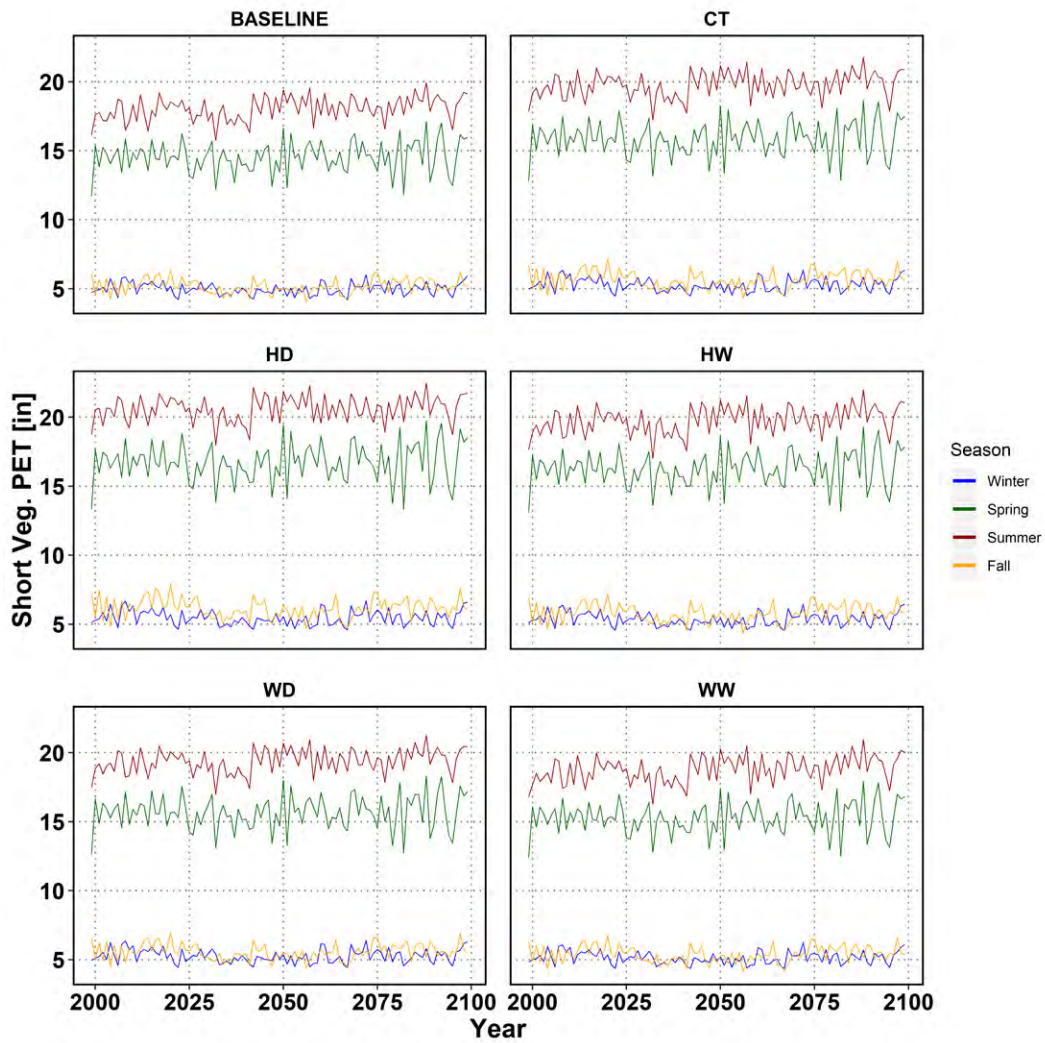 BASELINE
CT
20
15
10
5
HD
HW
20
15
10
5
Short Veg. PET [in]
Season
Winter
Spring
Summer
Fall
WD
WW
20
15
10
5
2000 2025 2050 2075 2100 2000 2025 2050 2075 2100
Year